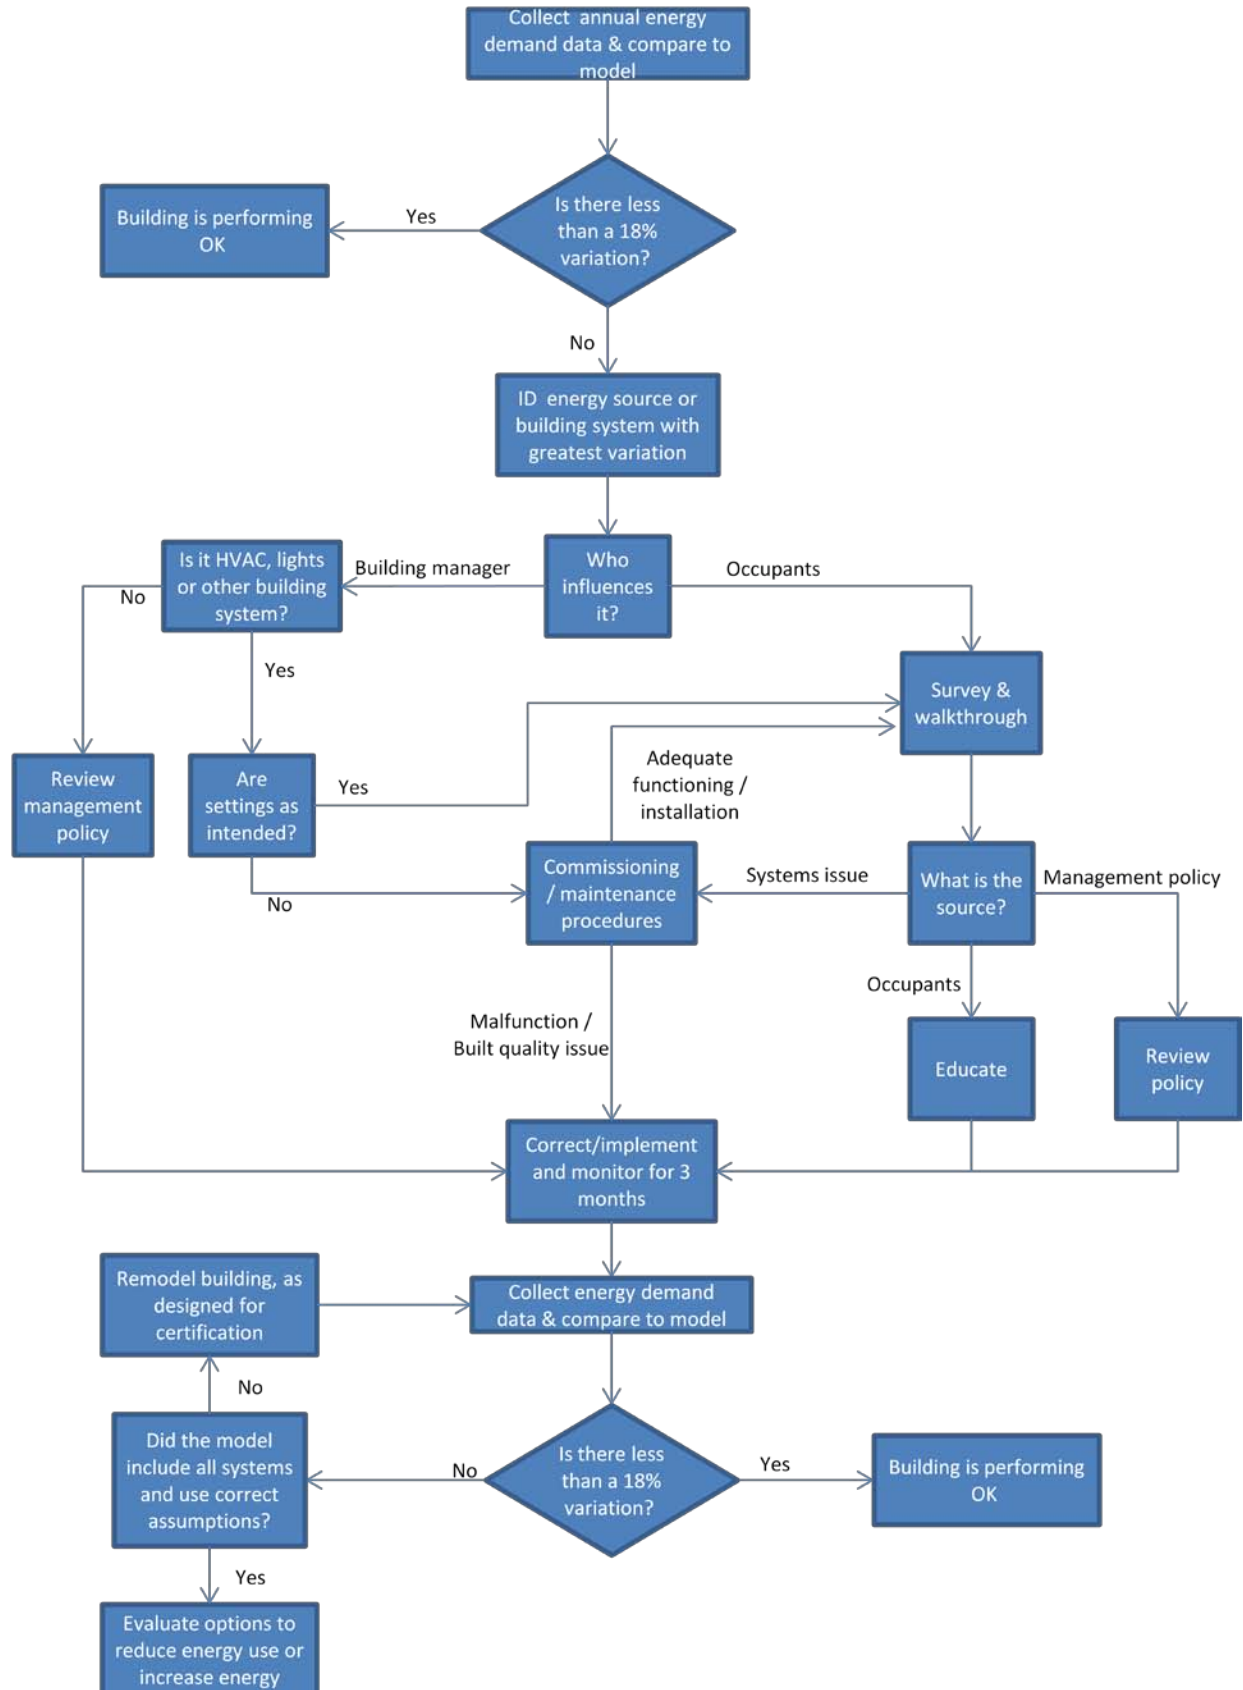 Collect annual energy
demand data & compare to
model
Is there less
than a 18%
variation?
Yes
Building is performing
OK
No
ID energy source or
building system with
greatest variation
Who
influences
it?
Building manager
Occupants
Is it HVAC, lights
or other building
system?
No
Yes
Survey &
walkthrough
Review
management
policy
Are
settings as
intended?
Yes
No
Adequate
functioning /
installation
Commissioning
/ maintenance
procedures
Systems issue
What is the
source?
Management policy
Occupants
Malfunction /
Built quality issue
Educate
Review
policy
Correct/implement
and monitor for 3
months
Remodel building, as
designed for
certification
Collect energy demand
data & compare to model
No
Did the model
include all systems
and use correct
assumptions?
No
Is there less
than a 18%
variation?
Yes
Building is performing
OK
Yes
Evaluate options to
reduce energy use or
increase energy